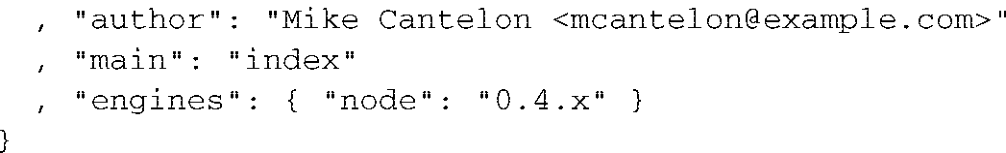 , "author": "Mike Cantelon <mcantelon@example.com>"
, "main": "index"
, "engines": { "node": "0.4.x" }
}